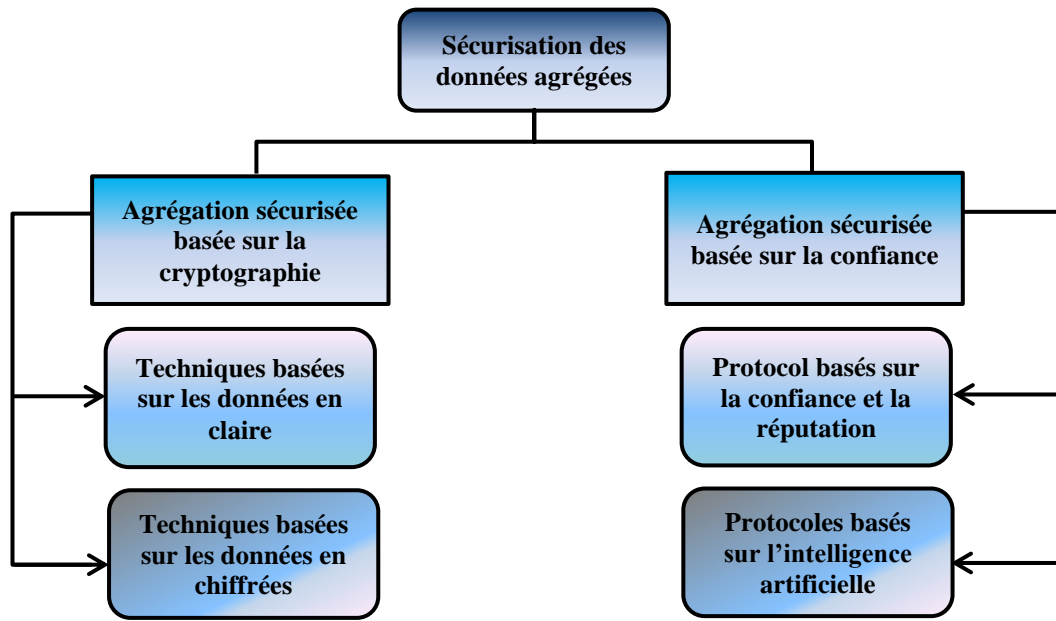 Sécurisation des
données agrégées
Agrégation sécurisée
basée sur la
cryptographie
Agrégation sécurisée
basée sur la confiance
Techniques basées
sur les données en
claire
Protocol basés sur
la confiance et la
réputation
Techniques basées
sur les données en
chiffrées
Protocoles basés
sur l’intelligence
artificielle